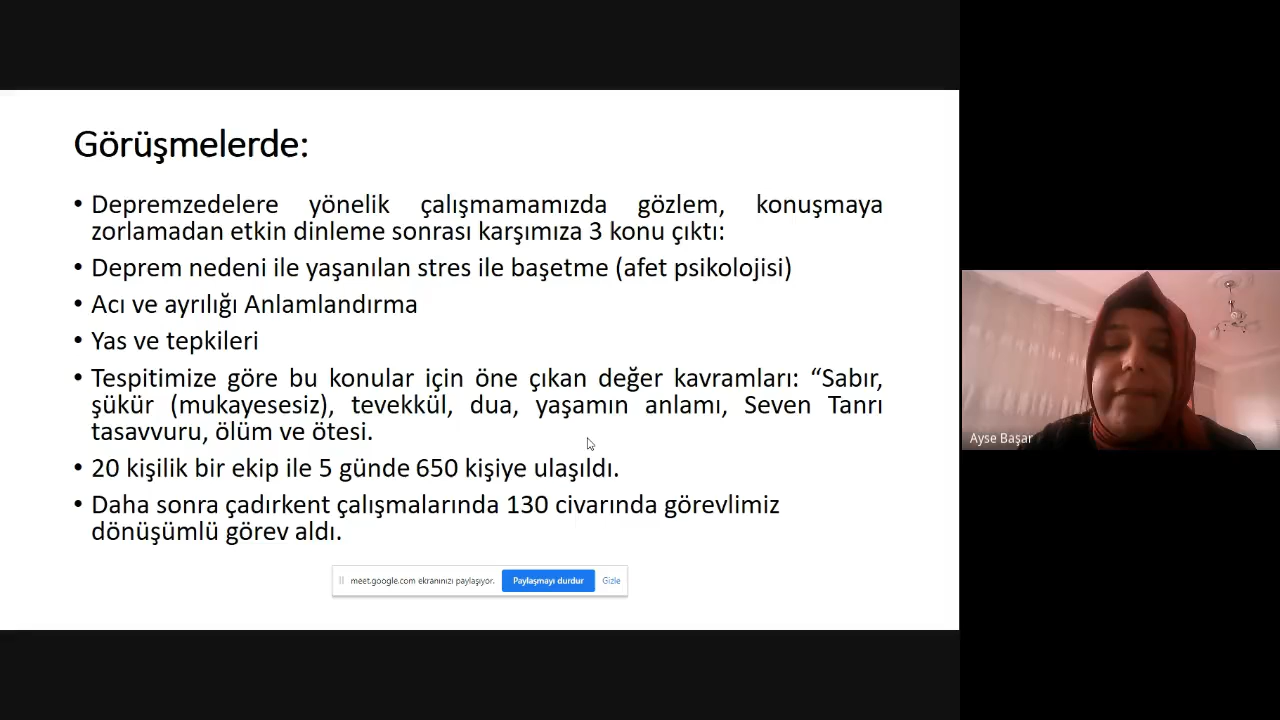 Görüşmelerde:
• Depremzedelere yönelik çalışmamamızda gözlem, konuşmaya
zorlamadan etkin dinleme sonrası karşımıza 3 konu çıktı:
• Deprem nedeni ile yaşanılan stres ile başetme (afet psikolojisi)
• Acı ve ayrılığı Anlamlandırma
• Yas ve tepkileri
• Tespitimize göre bu konular için öne çıkan değer kavramları: “Sabır,
şükür (mukayesesiz), tevekkül, dua, yaşamın anlamı, Seven Tanrı
tasavvuru, ölüm ve ötesi.
• 20 kişilik bir ekip ile 5 günde 650 kişiye ulaşıldı.
• Daha sonra çadırkent çalışmalarında 130 civarında görevlimiz
dönüşümlü görev aldı.
meet.google.com ekranınızı paylaşıyor. Paylaşmayı durdur Gizle
Ayse Başar